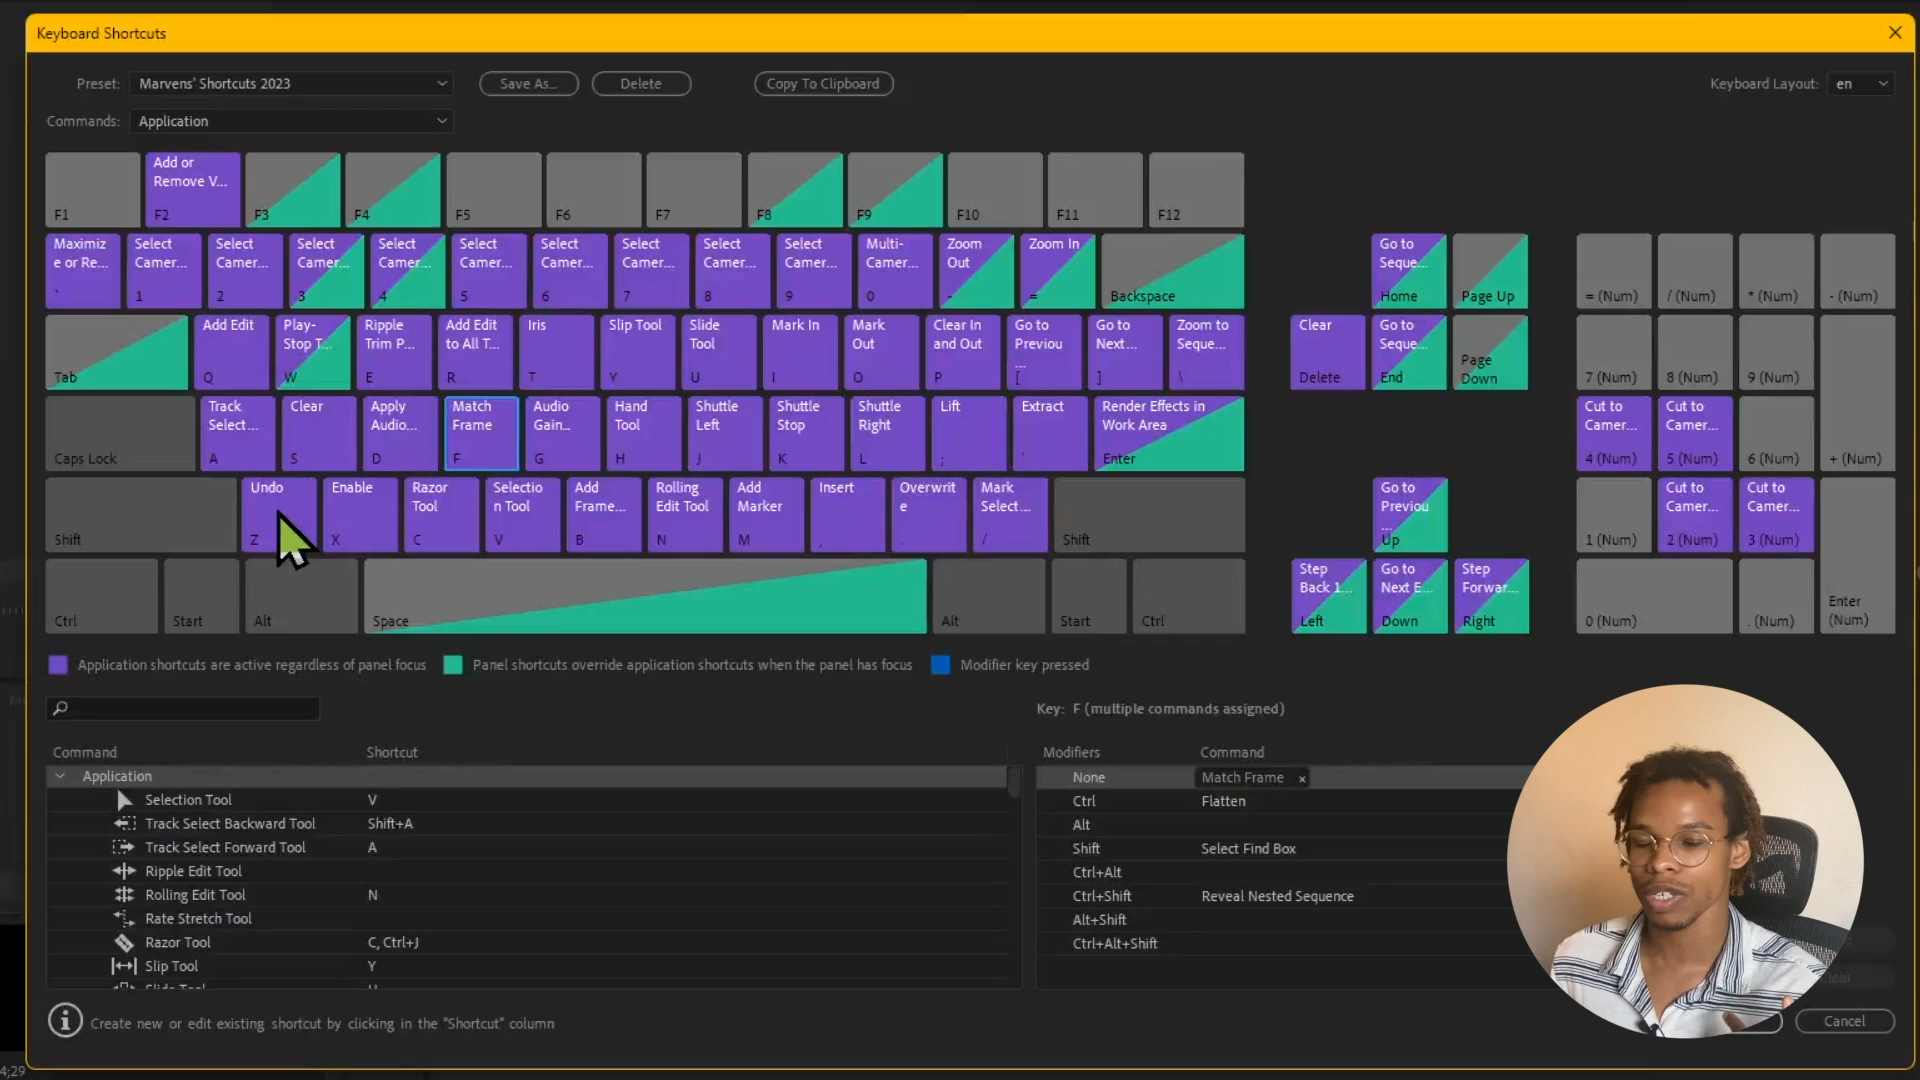 Keyboard Shortcuts
Preset: Marvens' Shortcuts 2023 Save As... Delete Copy To Clipboard Keyboard Layout: en
Commands: Application
Add or
Remove V...
F1 F2 F3 F4 F5 F6 F7 F8 F9 F10 F11 F12
Maximiz Select Select Select Select Select Select Select Select Select Multi- Zoom Zoom In Go to
e or Re... Camer... Camer... Camer... Camer... Camer... Camer... Camer... Camer... Camer... Camer... Out Seque...
` 1 2 3 4 5 6 7 8 9 0 - = Backspace Home Page Up = (Num) / (Num) * (Num) - (Num)
Add Edit Play- Ripple Add Edit Iris Slip Tool Slide Mark In Mark Clear In Go to Go to Zoom to Clear Go to
Stop T... Trim P... to All T... Tool Out and Out Previou Next ... Seque... Seque...
...
Tab Q W E R T Y U I O P [ ] \ Delete End Page Down 7 (Num) 8 (Num) 9 (Num)
Track Clear Apply Match Audio Hand Shuttle Shuttle Shuttle Lift Extract Render Effects in Cut to Cut to
Select ... Audio... Frame Gain... Tool Left Stop Right Work Area Camer... Camer...
Caps Lock A S D F G H J K L ; ' Enter 4 (Num) 5 (Num) 6 (Num) + (Num)
Undo Enable Razor Selectio Add Rolling Add Insert Overwrit Mark Go to Cut to Cut to
Tool n Tool Frame... Edit Tool Marker e Select ... Previou Camer... Camer...
...
Shift Z X C V B N M , . / Shift Up 1 (Num) 2 (Num) 3 (Num)
Step Go to Step
Back 1... Next E... Forwar...
Ctrl Start Alt Space Alt Start Ctrl Left Down Right 0 (Num) . (Num) Enter (Num)
Application shortcuts are active regardless of panel focus Panel shortcuts override application shortcuts when the panel has focus Modifier key pressed
Key: F (multiple commands assigned)
Command Shortcut Modifiers Command
Application None Match Frame x
Selection Tool V Ctrl Flatten
Track Select Backward Tool Shift+A Alt
Track Select Forward Tool A Shift Select Find Box
Ripple Edit Tool Ctrl+Alt
Rolling Edit Tool N Ctrl+Shift Reveal Nested Sequence
Rate Stretch Tool Alt+Shift
Razor Tool C, Ctrl+J Ctrl+Alt+Shift
Slip Tool Y
Slide Tool U
Create new or edit existing shortcut by clicking in the "Shortcut" column Cancel
4;29